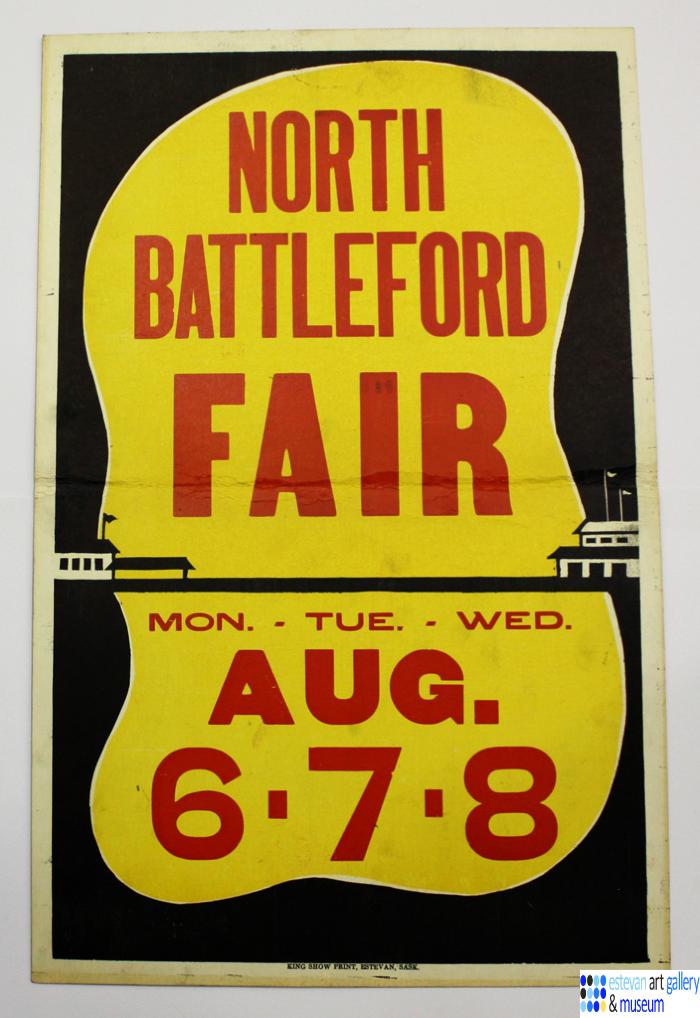 NORTH
BATTLEFORD
FAIR
MON. - TUE. - WED.
AUG.
6·7·8
KING SHOW PRINT, ESTEVAN, SASK.
estevan art gallery
& museum